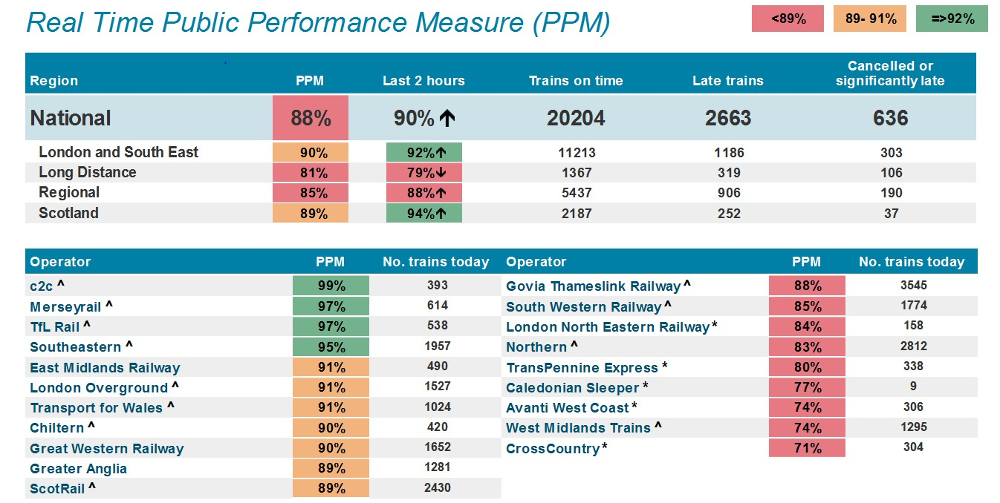 Real Time Public Performance Measure (PPM)
<89% 89- 91% =>92%
Region PPM Last 2 hours Trains on time Late trains Cancelled or significantly late
National 88% 90%↑ 20204 2663 636
London and South East 90% 92%↑ 11213 1186 303
Long Distance 81% 79%↓ 1367 319 106
Regional 85% 88%↑ 5437 906 190
Scotland 89% 94%↑ 2187 252 37
Operator PPM No. trains today Operator PPM No. trains today
c2c ^ 99% 393 Govia Thameslink Railway ^ 88% 3545
Merseyrail ^ 97% 614 South Western Railway ^ 85% 1774
TfL Rail ^ 97% 538 London North Eastern Railway * 84% 158
Southeastern ^ 95% 1957 Northern ^ 83% 2812
East Midlands Railway 91% 490 TransPennine Express * 80% 338
London Overground ^ 91% 1527 Caledonian Sleeper * 77% 9
Transport for Wales ^ 91% 1024 Avanti West Coast * 74% 306
Chiltern ^ 90% 420 West Midlands Trains ^ 74% 1295
Great Western Railway 90% 1652 CrossCountry * 71% 304
Greater Anglia 89% 1281
ScotRail ^ 89% 2430